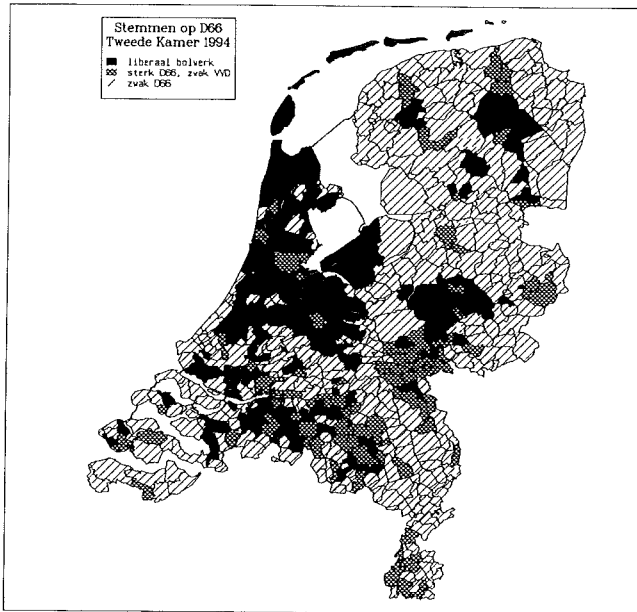 Stemmen op D66
Tweede Kamer 1994
liberaal bolwerk
sterk D66, zwak VVD
zwak D66